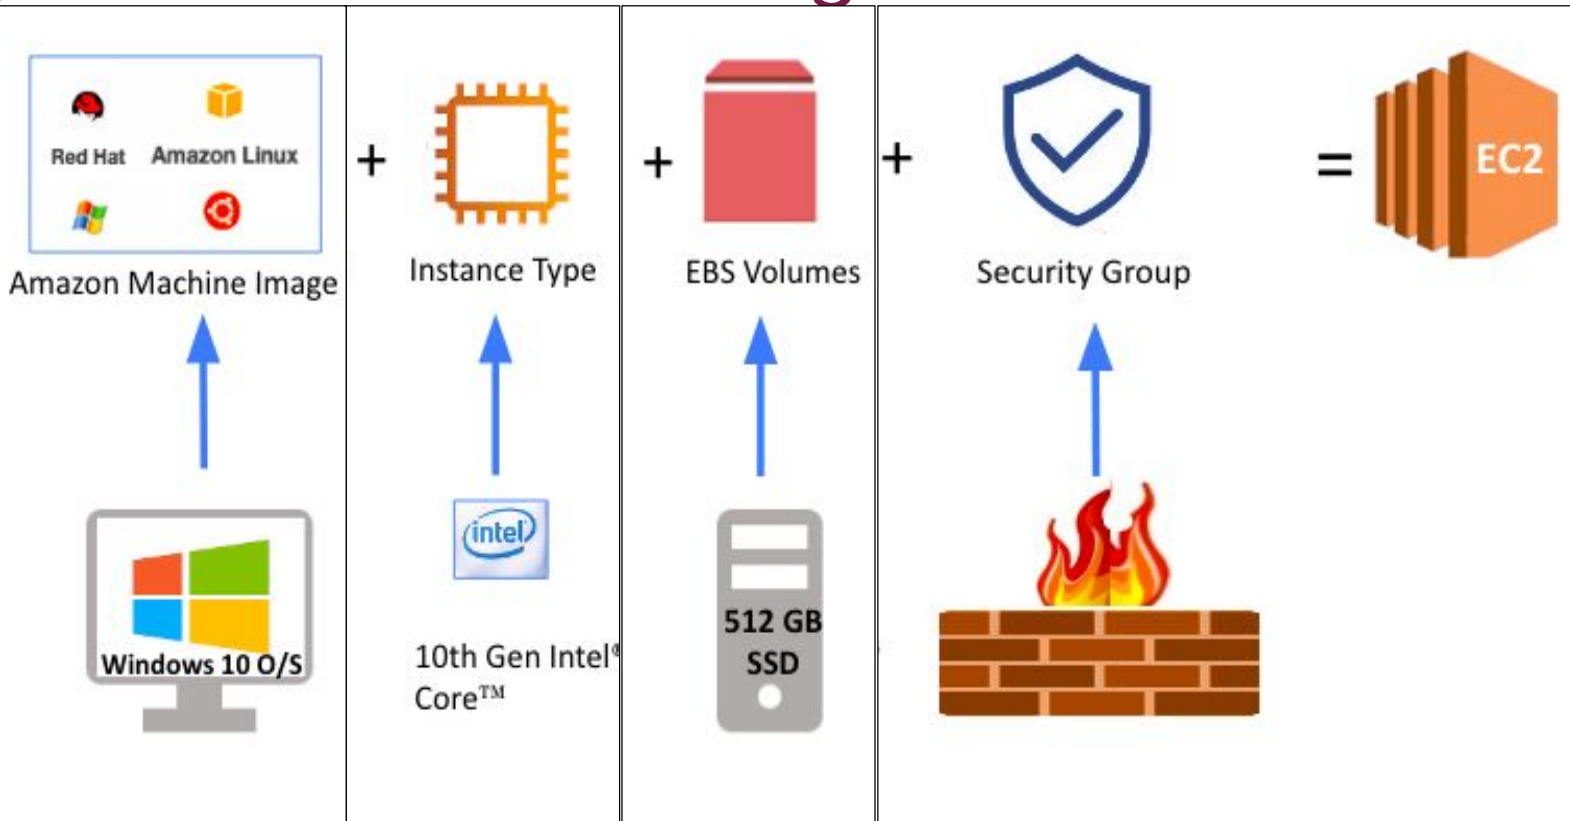 Red Hat Amazon Linux
+ + + = EC2
Amazon Machine Image
Instance Type
EBS Volumes
Security Group
Windows 10 O/S
intel
10th Gen Intel®
Core™
512 GB
SSD